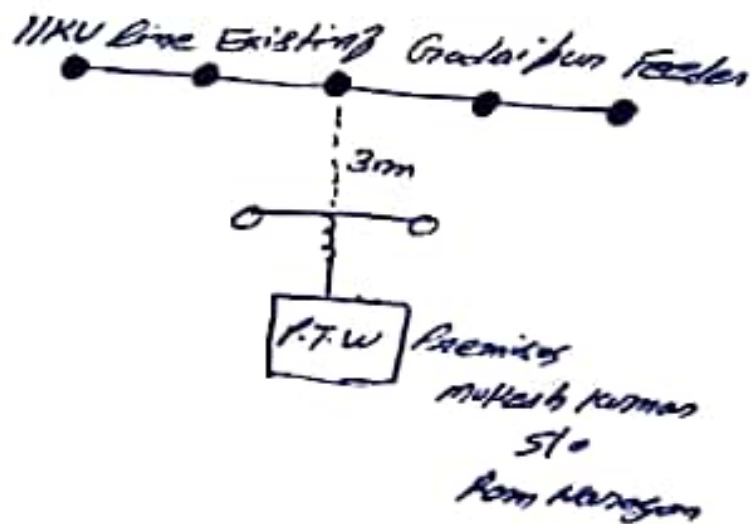 11KV line Existing Gadaipur Feeder
3m
P.T.W
Premises
Mukesh Kumar
S/o
Ram Narayan